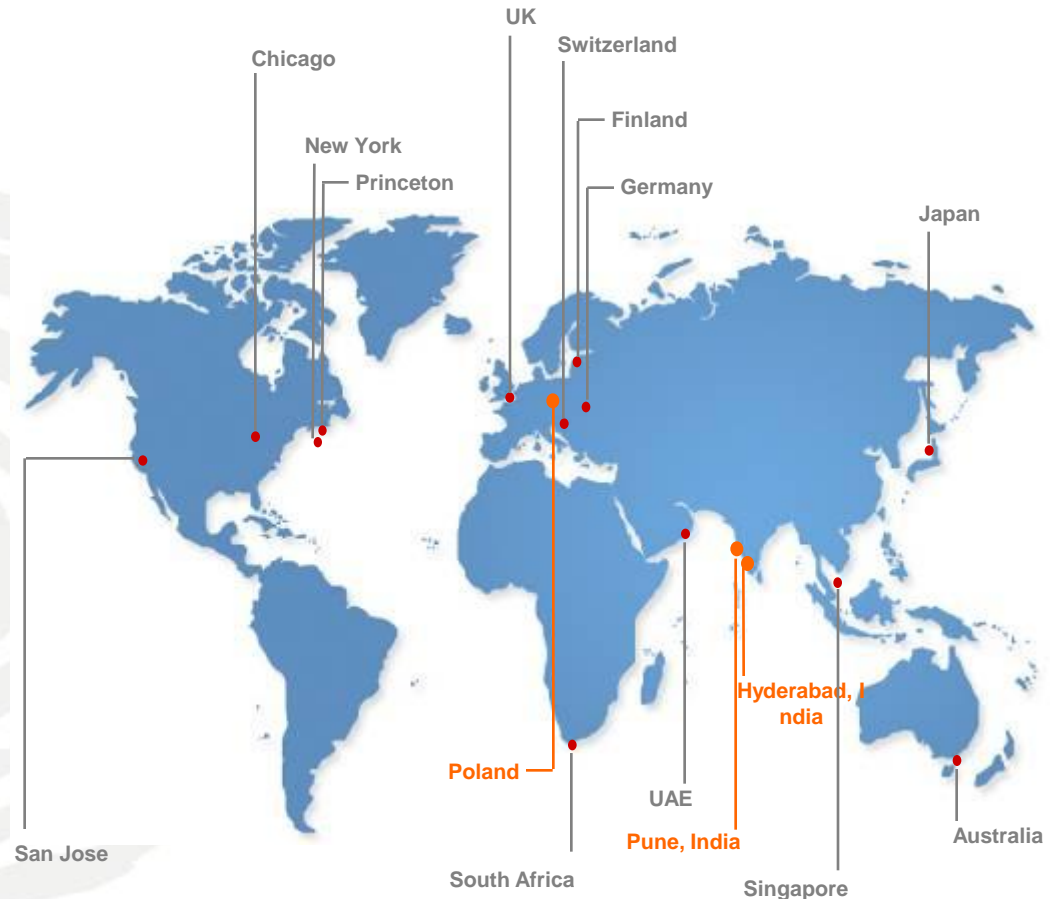 UK
Switzerland
Chicago
Finland
New York
Princeton
Germany
Japan
Hyderabad, I
ndia
Poland
UAE
Pune, India
Australia
San Jose
South Africa
Singapore